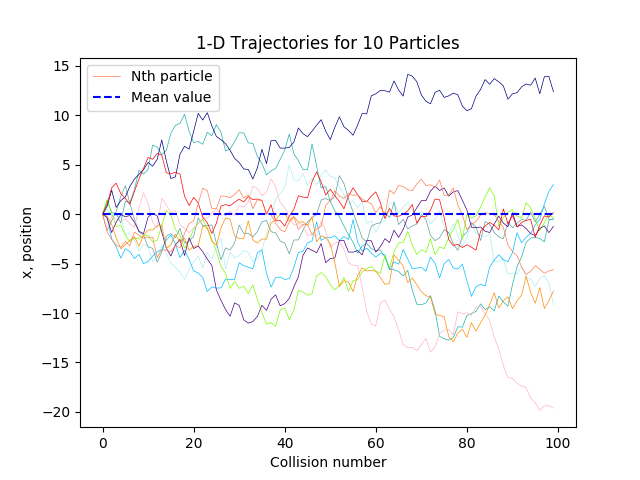 1-D Trajectories for 10 Particles
Nth particle
Mean value
15
10
5
0
−5
−10
−15
−20
x, position
0 20 40 60 80 100
Collision number